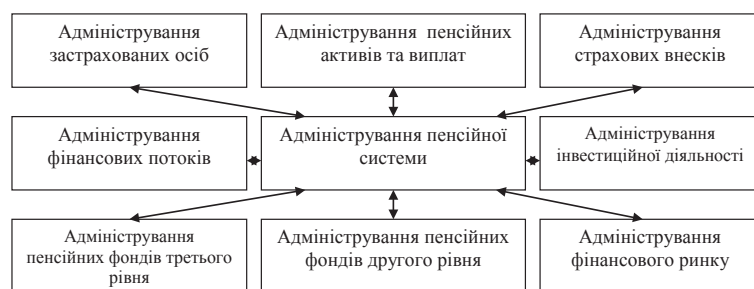 Адміністрування
застрахованих осіб
Адміністрування пенсійних
активів та виплат
Адміністрування
страхових внесків
Адміністрування
фінансових потоків
Адміністрування пенсійної
системи
Адміністрування
інвестиційної діяльності
Адміністрування
пенсійних фондів третього
рівня
Адміністрування пенсійних
фондів другого рівня
Адміністрування
фінансового ринку